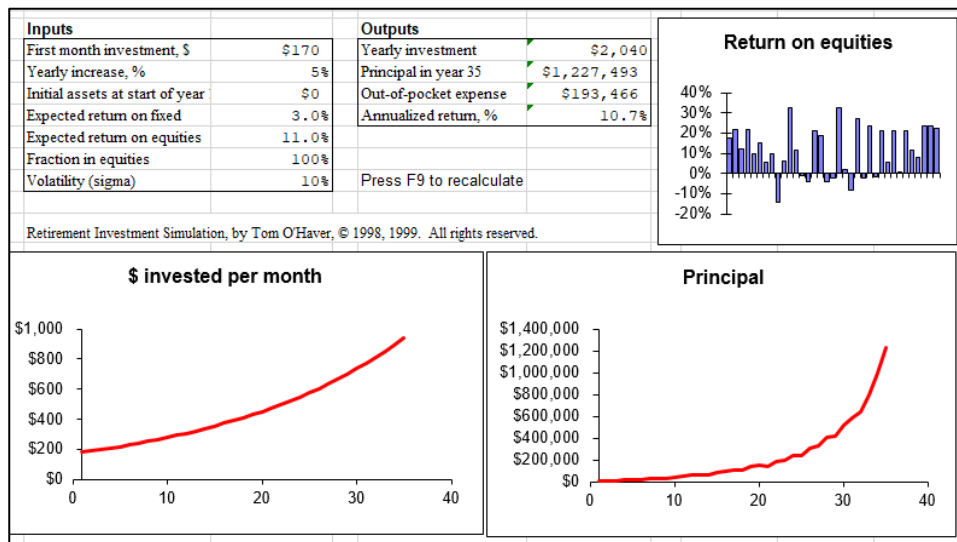 Inputs
First month investment, $ $170
Yearly increase, % 5%
Initial assets at start of year $0
Expected return on fixed 3.0%
Expected return on equities 11.0%
Fraction in equities 100%
Volatility (sigma) 10%
Outputs
Yearly investment $2,040
Principal in year 35 $1,227,493
Out-of-pocket expense $193,466
Annualized return, % 10.7%
Press F9 to recalculate
Retirement Investment Simulation, by Tom O'Haver, © 1998, 1999. All rights reserved.
Return on equities
40%
30%
20%
10%
0%
-10%
-20%
$ invested per month
$1,000
$800
$600
$400
$200
$0
0 10 20 30 40
Principal
$1,400,000
$1,200,000
$1,000,000
$800,000
$600,000
$400,000
$200,000
$0
0 10 20 30 40